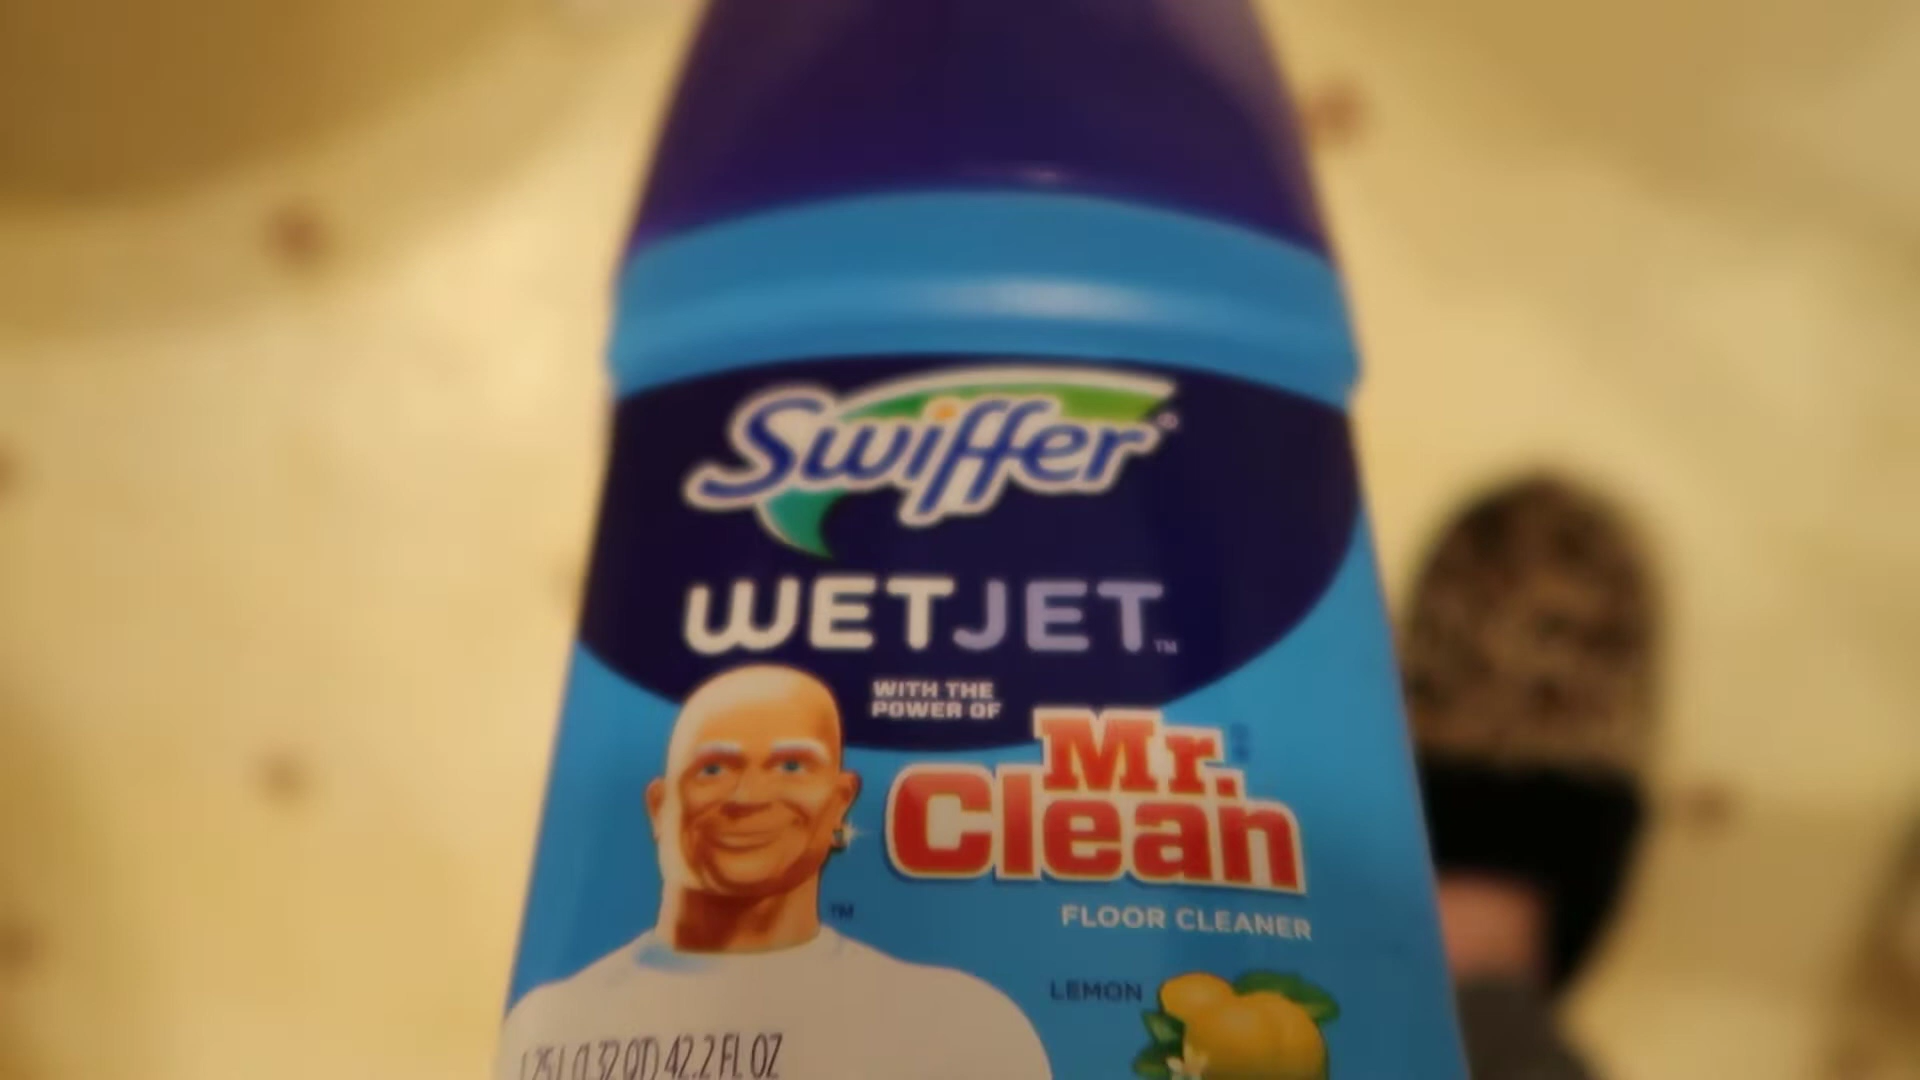 Swiffer
WETJET™
WITH THE
POWER OF
Mr.
Clean
™
FLOOR CLEANER
LEMON
1.25 L (1.32 QT) 42.2 FL OZ